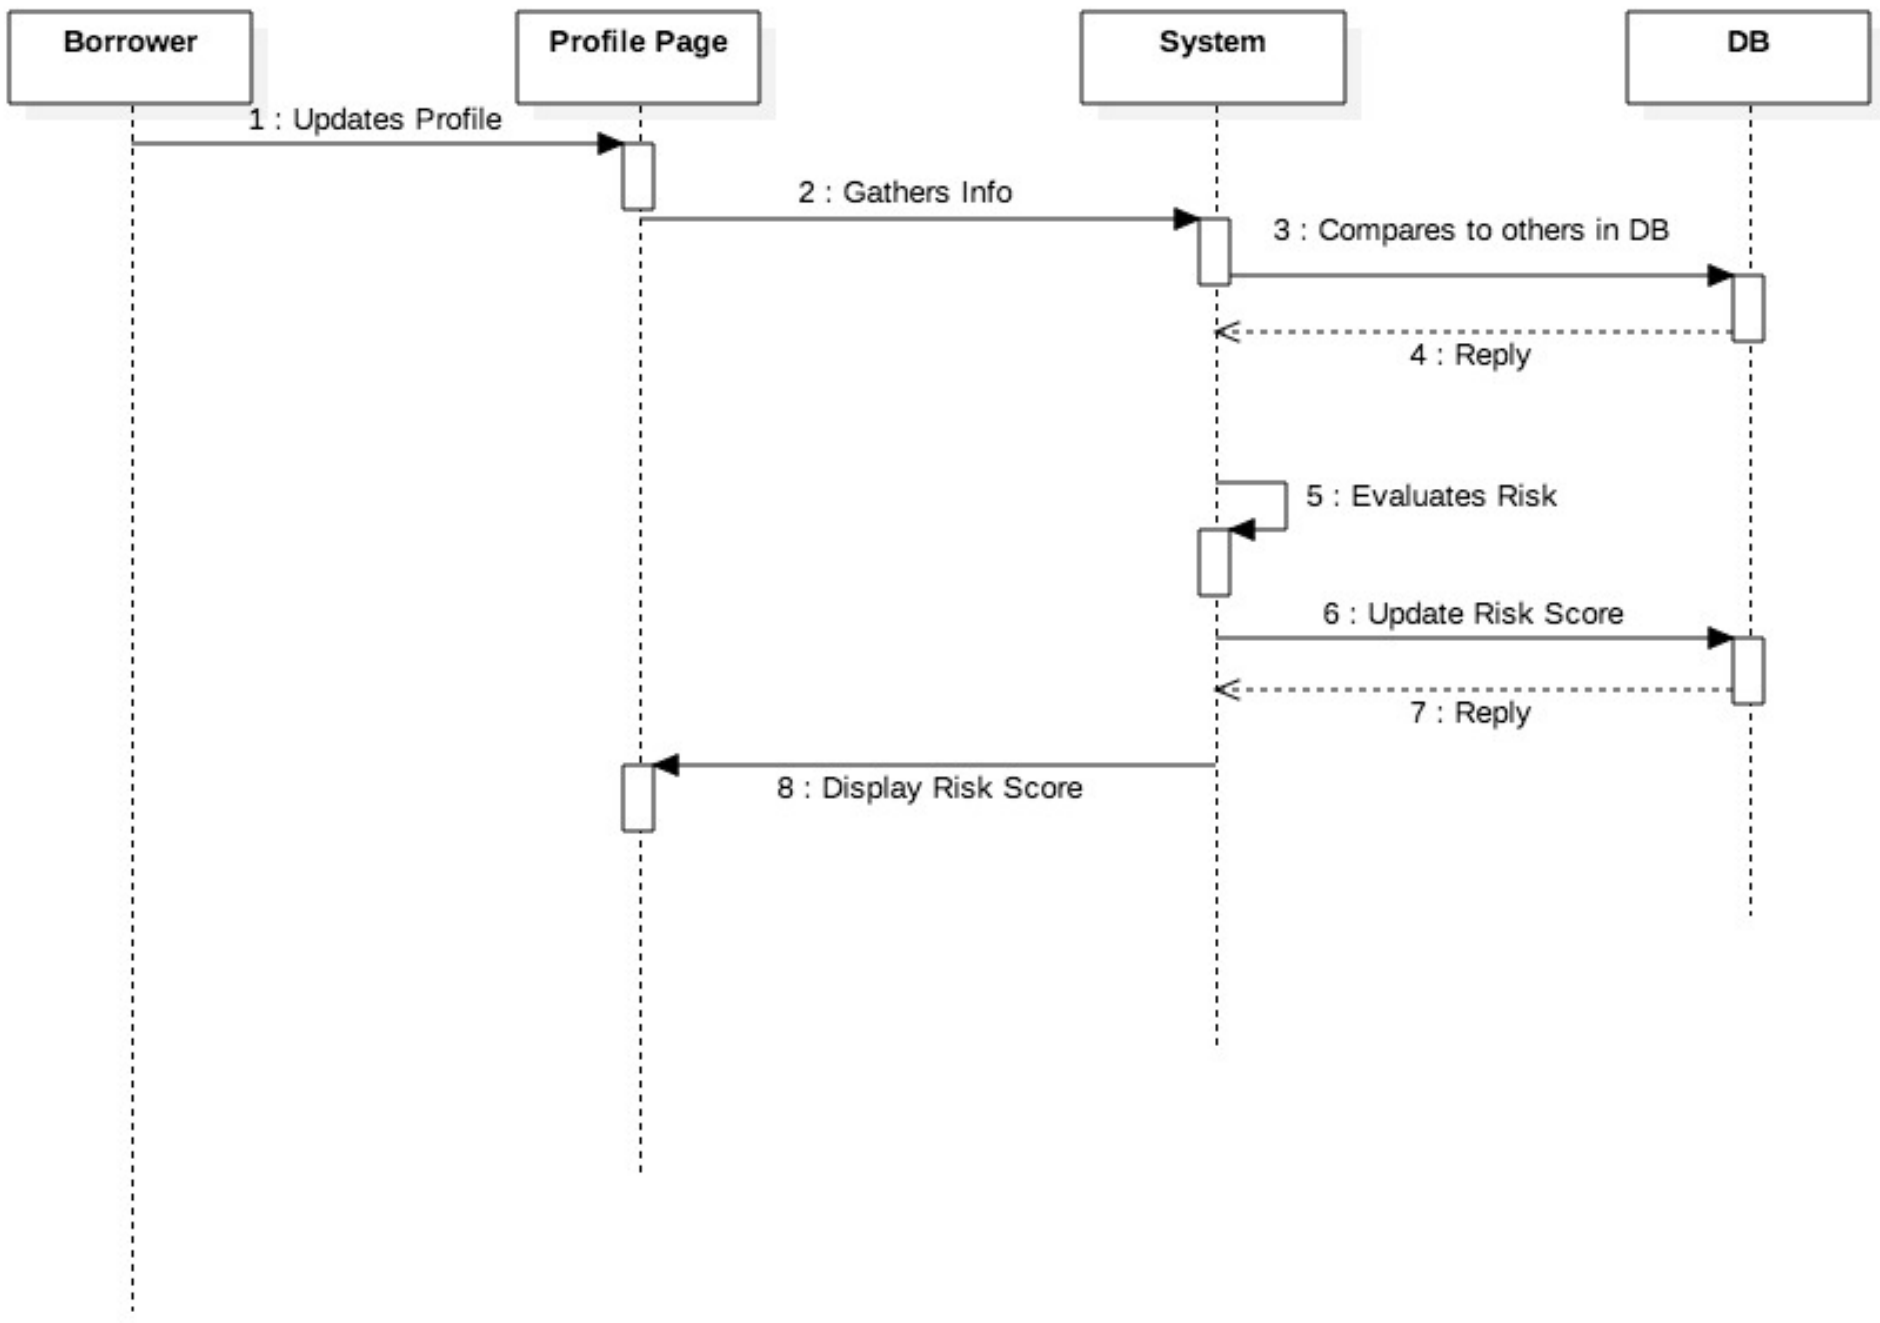 Borrower
Profile Page
System
DB
1 : Updates Profile
2 : Gathers Info
3 : Compares to others in DB
4 : Reply
5 : Evaluates Risk
6 : Update Risk Score
7 : Reply
8 : Display Risk Score